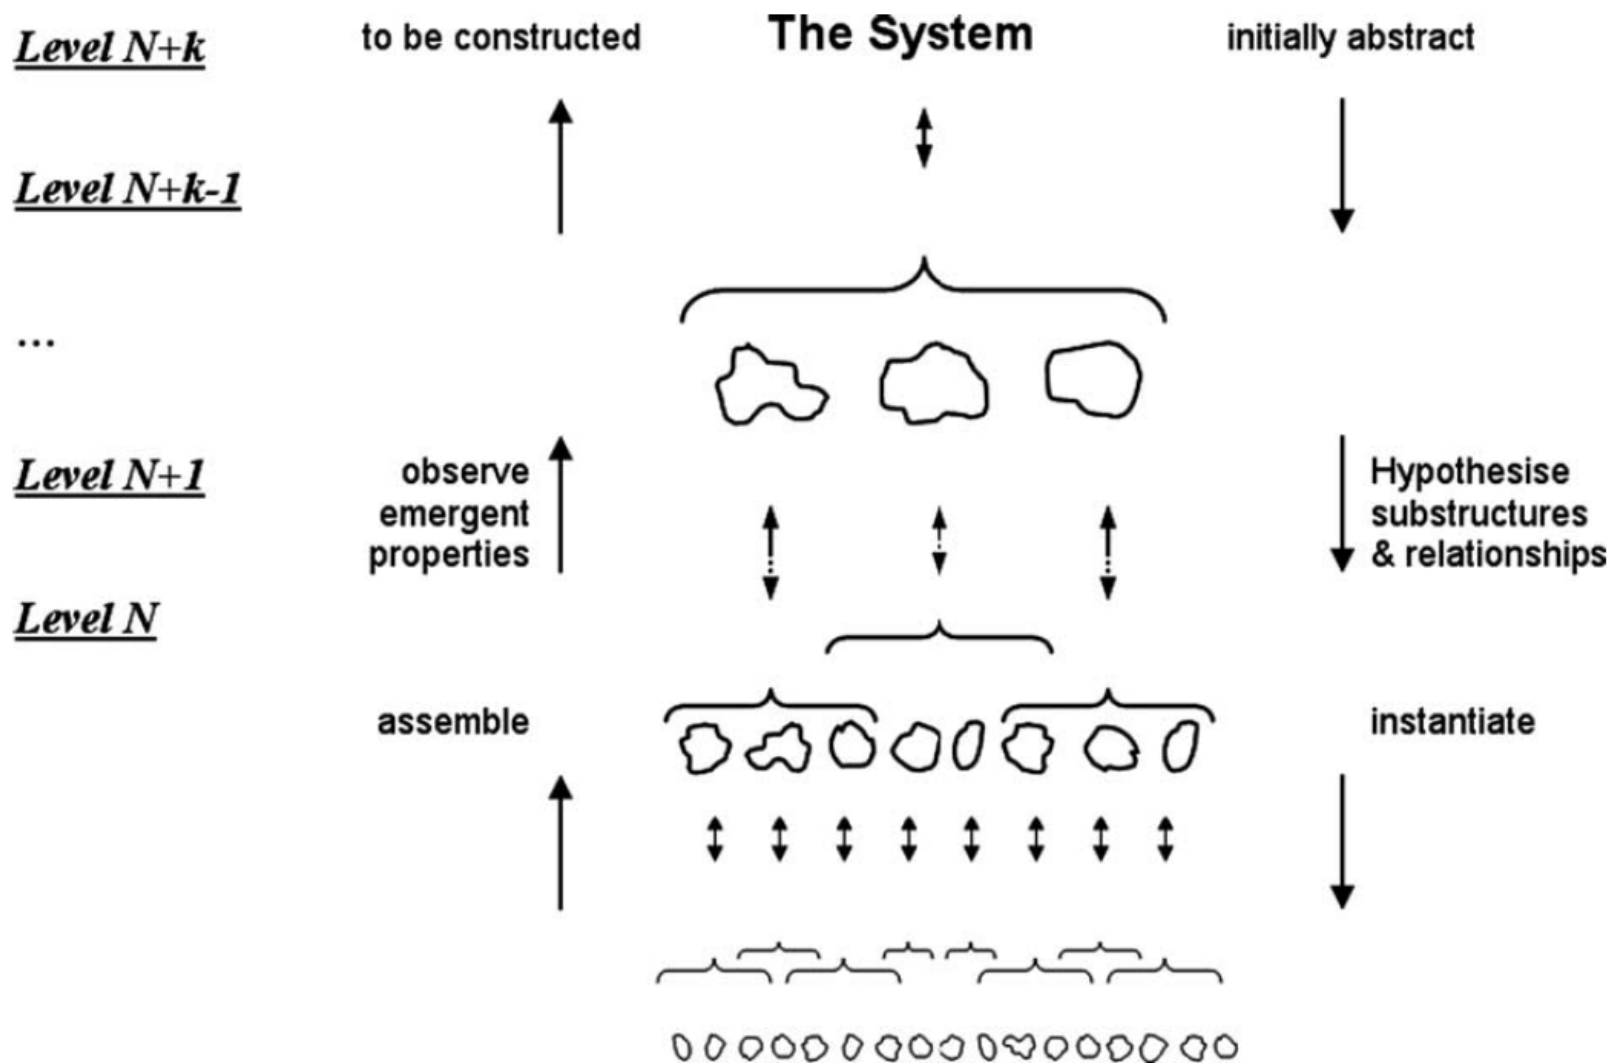 Level N+k
to be constructed
The System
initially abstract
Level N+k-1
...
Level N+1
observe
emergent
properties
Hypothesise
substructures
& relationships
Level N
assemble
instantiate